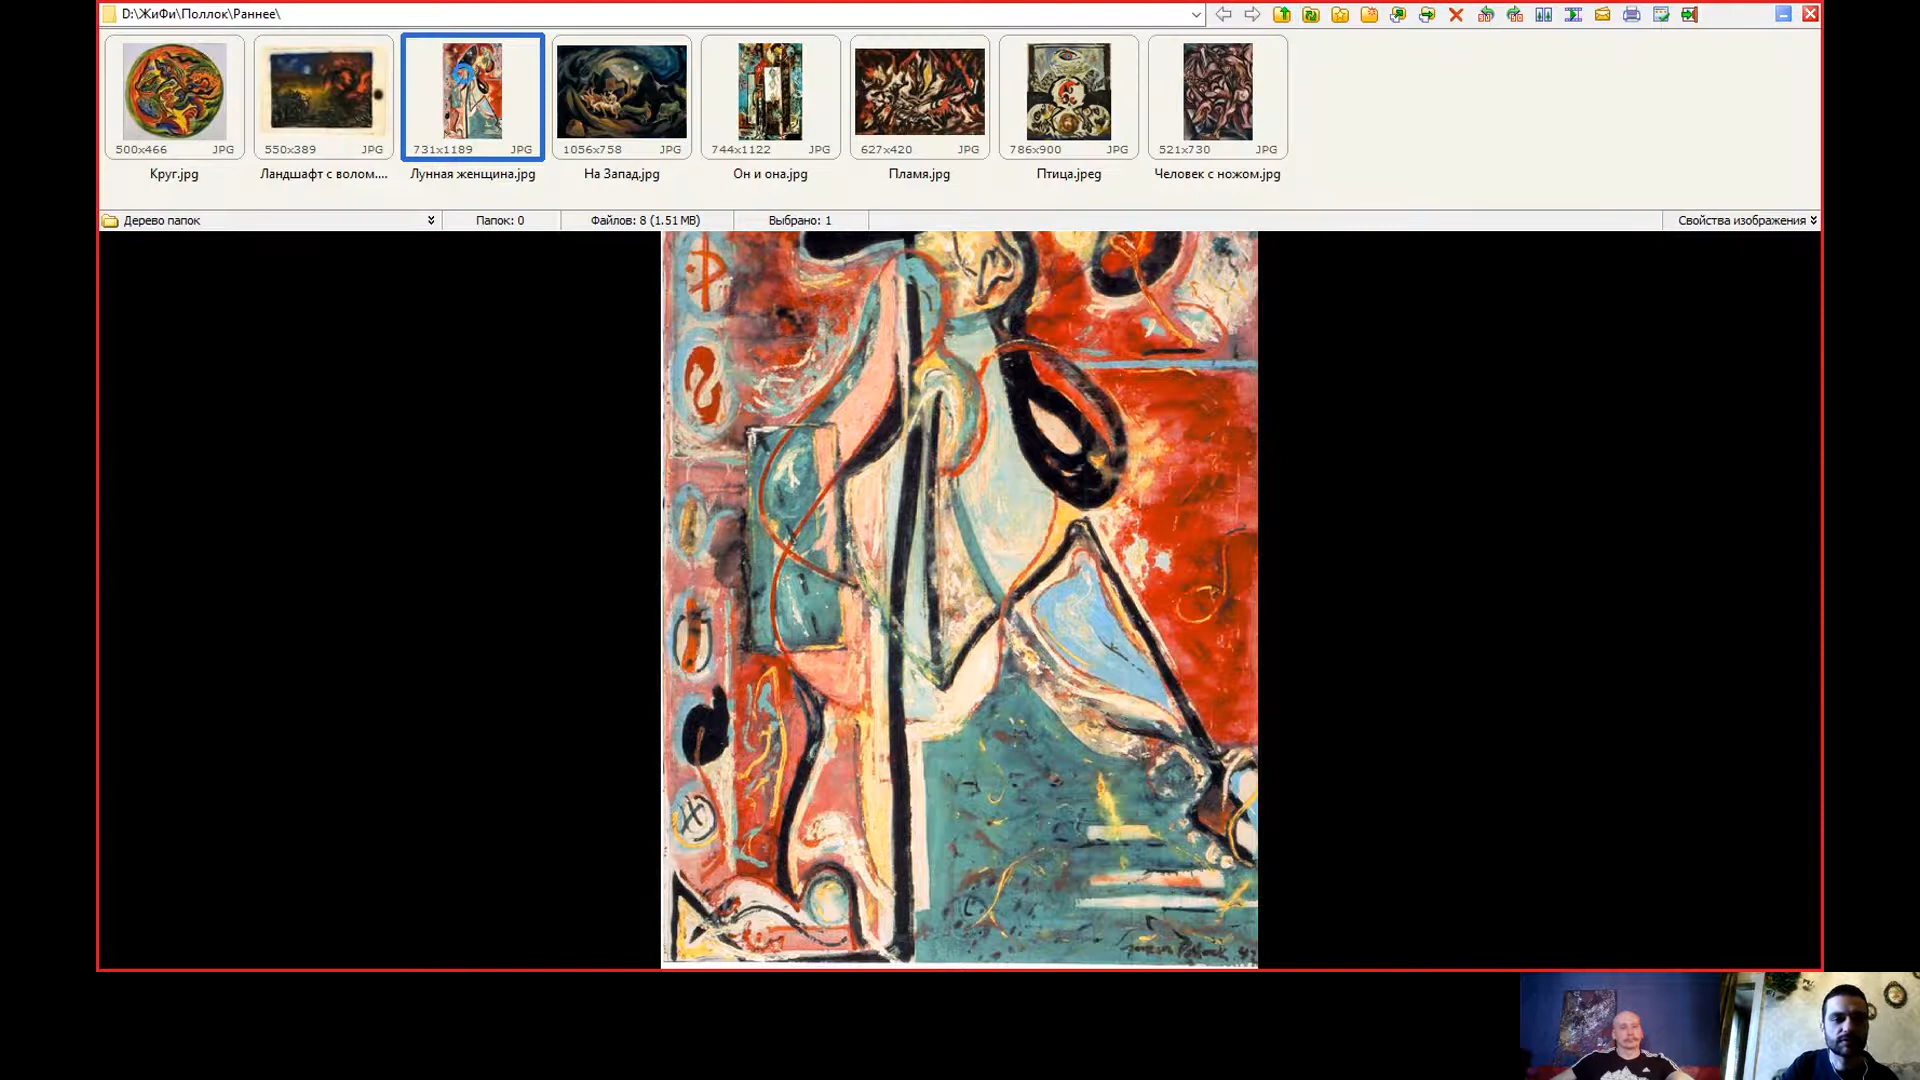 D:\ЖиФи\Поллок\Раннее\
500x466 JPG
550x389 JPG
731x1189 JPG
1056x758 JPG
744x1122 JPG
627x420 JPG
786x900 JPG
521x730 JPG
Круг.jpg
Ландшафт с волом....
Лунная женщина.jpg
На Запад.jpg
Он и она.jpg
Пламя.jpg
Птица.jpeg
Человек с ножом.jpg
Дерево папок
Папок: 0
Файлов: 8 (1.51 MB)
Выбрано: 1
Свойства изображения